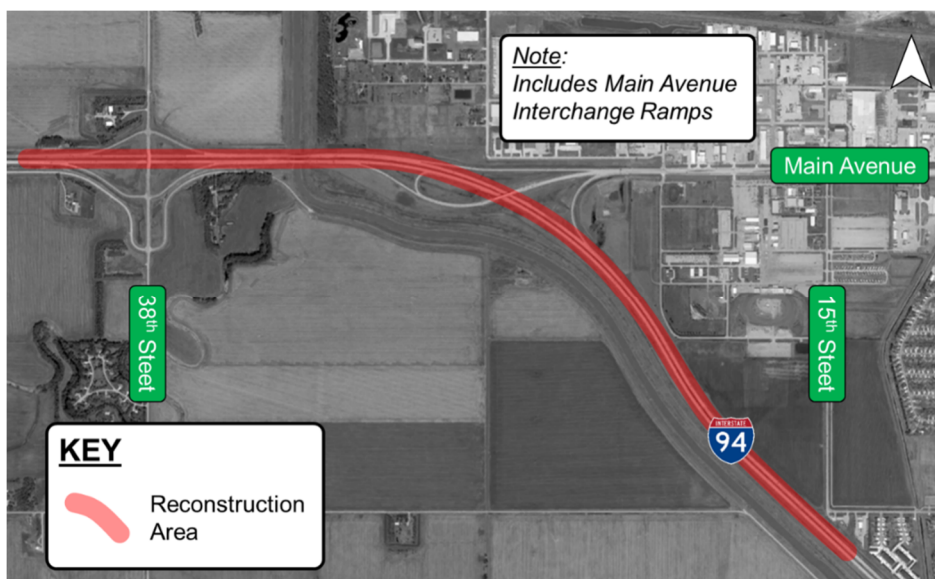 Note:
Includes Main Avenue
Interchange Ramps
Main Avenue
38th Steet
15th Steet
INTERSTATE
94
KEY
Reconstruction
Area